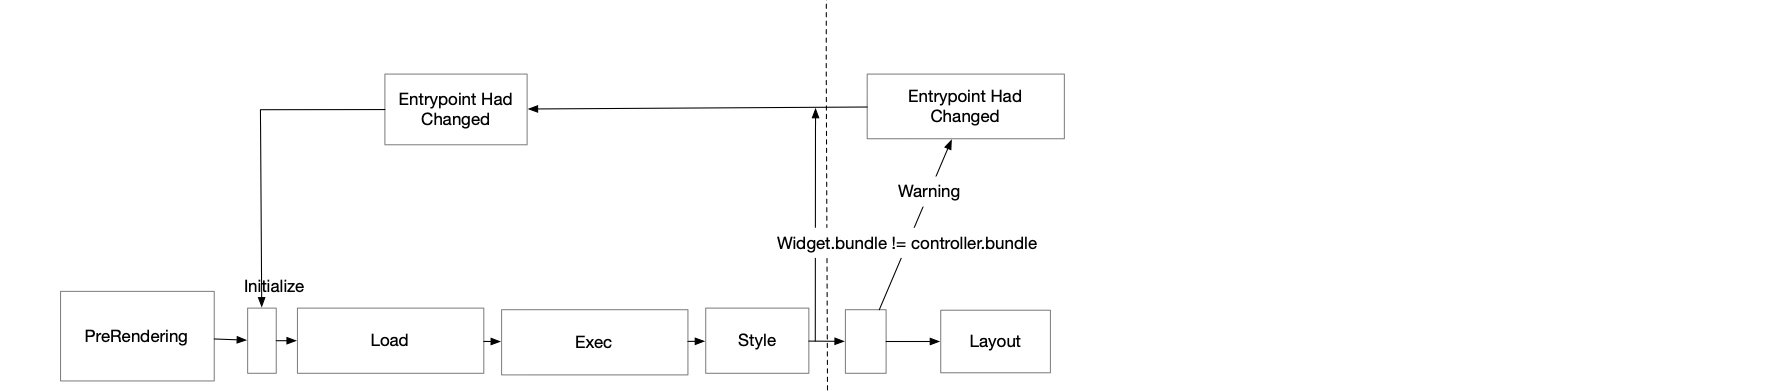 Entrypoint Had
Changed
Entrypoint Had
Changed
Warning
Widget.bundle != controller.bundle
Initialize
PreRendering
Load
Exec
Style
Layout